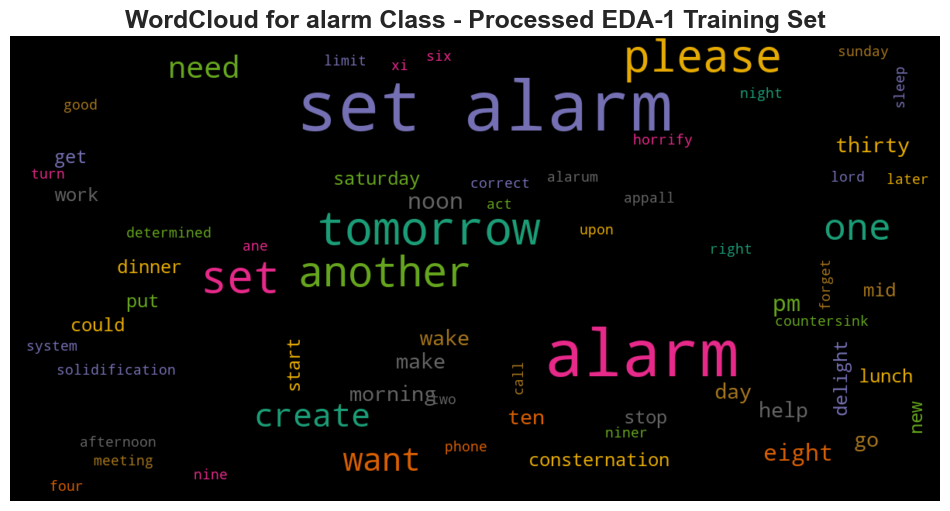 WordCloud for alarm Class - Processed EDA-1 Training Set
need limit xi six please sunday
good set alarm night sleep
get horrify thirty
turn saturday correct alarum lord later
work noon act appall
determined tomorrow upon one
ane right
dinner set another forget mid
put pm
could countersink
system wake alarm
solidification start make call delight lunch
morning two day
create ten stop help new
afternoon niner go
meeting want phone consternation eight
nine
four